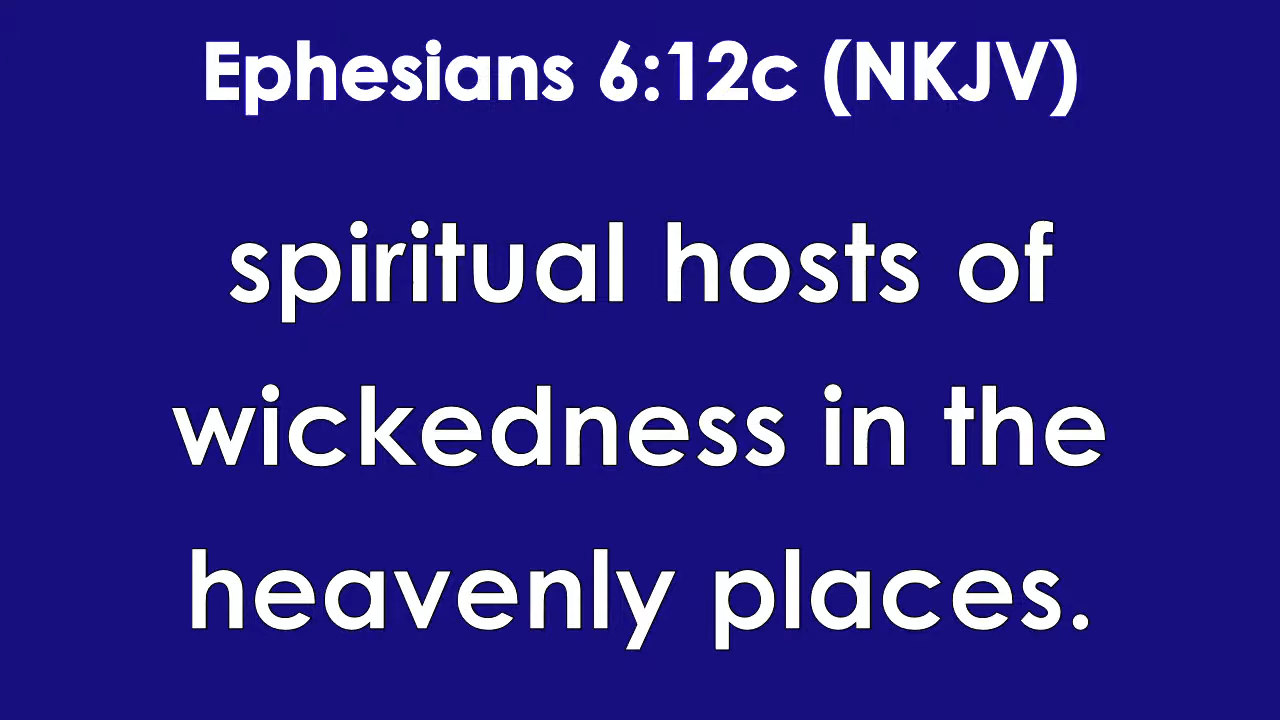 Ephesians 6:12c (NKJV)
spiritual hosts of
wickedness in the
heavenly places.